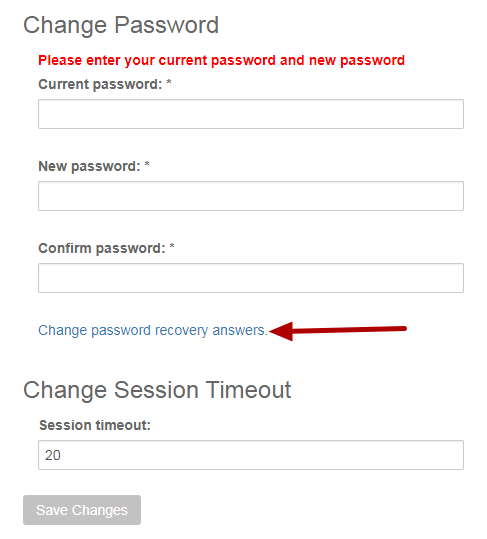 Change Password
Please enter your current password and new password
Current password: *
New password: *
Confirm password: *
Change password recovery answers.
Change Session Timeout
Session timeout:
20
Save Changes